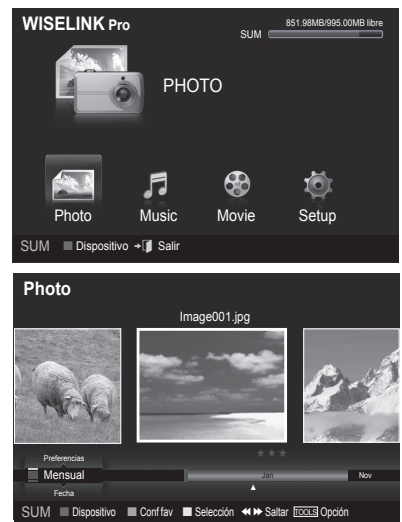 WISELINK Pro
851.98MB/995.00MB libre
SUM
PHOTO
Photo Music Movie Setup
SUM Dispositivo Salir
Photo
Image001.jpg
Preferencias
Mensual Jan Nov
Fecha
SUM Dispositivo Conf fav Selección Saltar TOOLS Opción